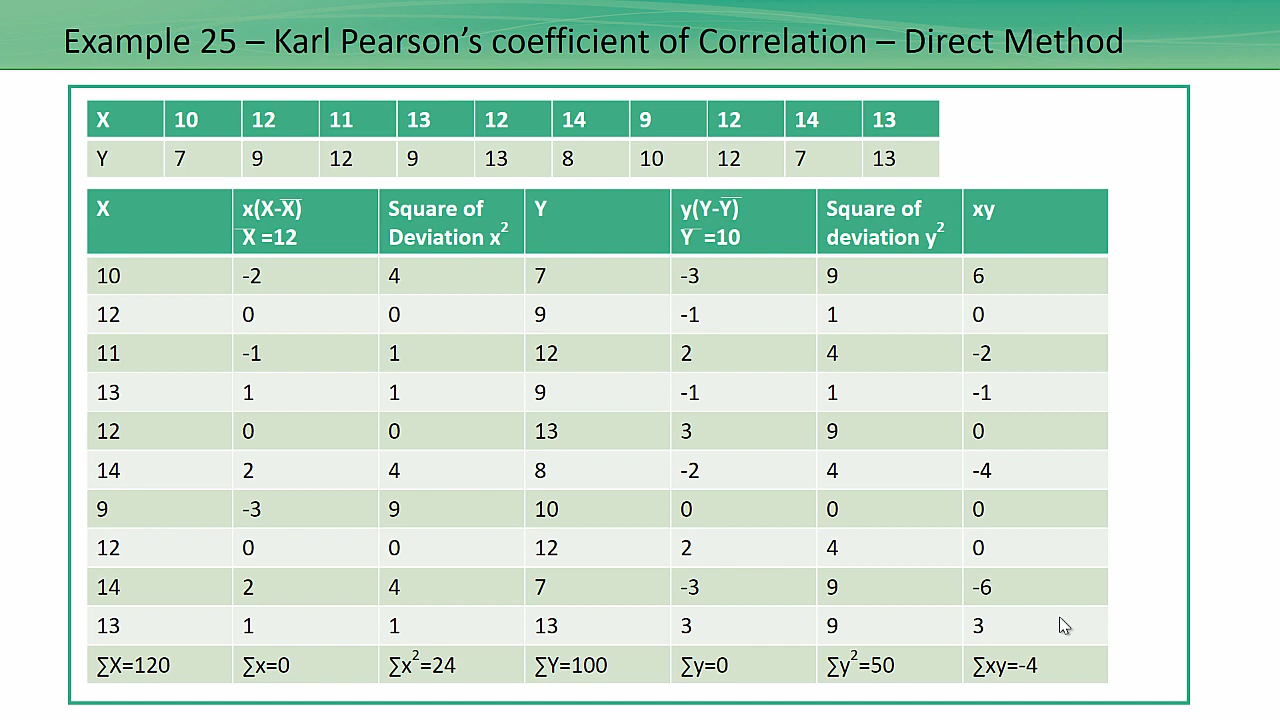 Example 25 – Karl Pearson's coefficient of Correlation – Direct Method
X 10 12 11 13 12 14 9 12 14 13
Y 7 9 12 9 13 8 10 12 7 13
X x(X-X̅) Square of Y y(Y-Y̅) Square of xy
X̅ =12 Deviation x² Y̅ =10 deviation y²
10 -2 4 7 -3 9 6
12 0 0 9 -1 1 0
11 -1 1 12 2 4 -2
13 1 1 9 -1 1 -1
12 0 0 13 3 9 0
14 2 4 8 -2 4 -4
9 -3 9 10 0 0 0
12 0 0 12 2 4 0
14 2 4 7 -3 9 -6
13 1 1 13 3 9 3
∑X=120 ∑x=0 ∑x²=24 ∑Y=100 ∑y=0 ∑y²=50 ∑xy=-4